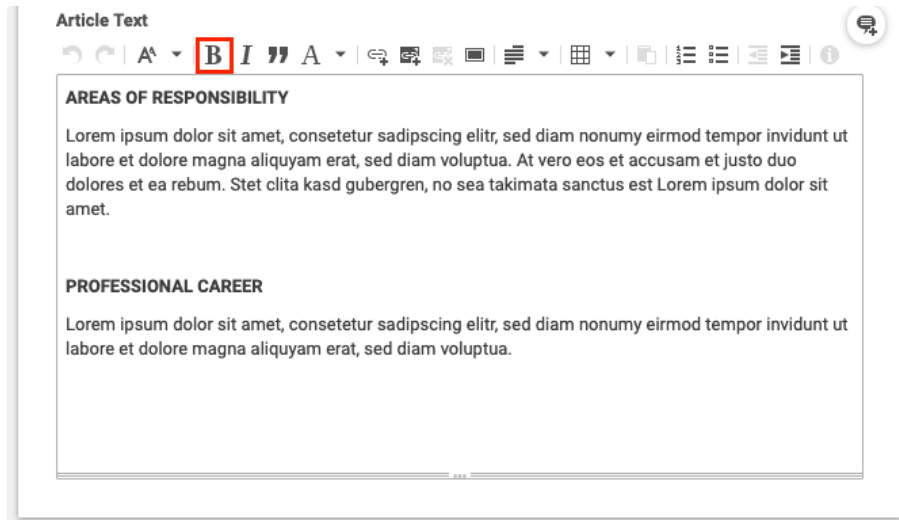 Article Text
B I A
AREAS OF RESPONSIBILITY
Lorem ipsum dolor sit amet, consetetur sadipscing elitr, sed diam nonumy eirmod tempor invidunt ut
labore et dolore magna aliquyam erat, sed diam voluptua. At vero eos et accusam et justo duo
dolores et ea rebum. Stet clita kasd gubergren, no sea takimata sanctus est Lorem ipsum dolor sit
amet.
PROFESSIONAL CAREER
Lorem ipsum dolor sit amet, consetetur sadipscing elitr, sed diam nonumy eirmod tempor invidunt ut
labore et dolore magna aliquyam erat, sed diam voluptua.